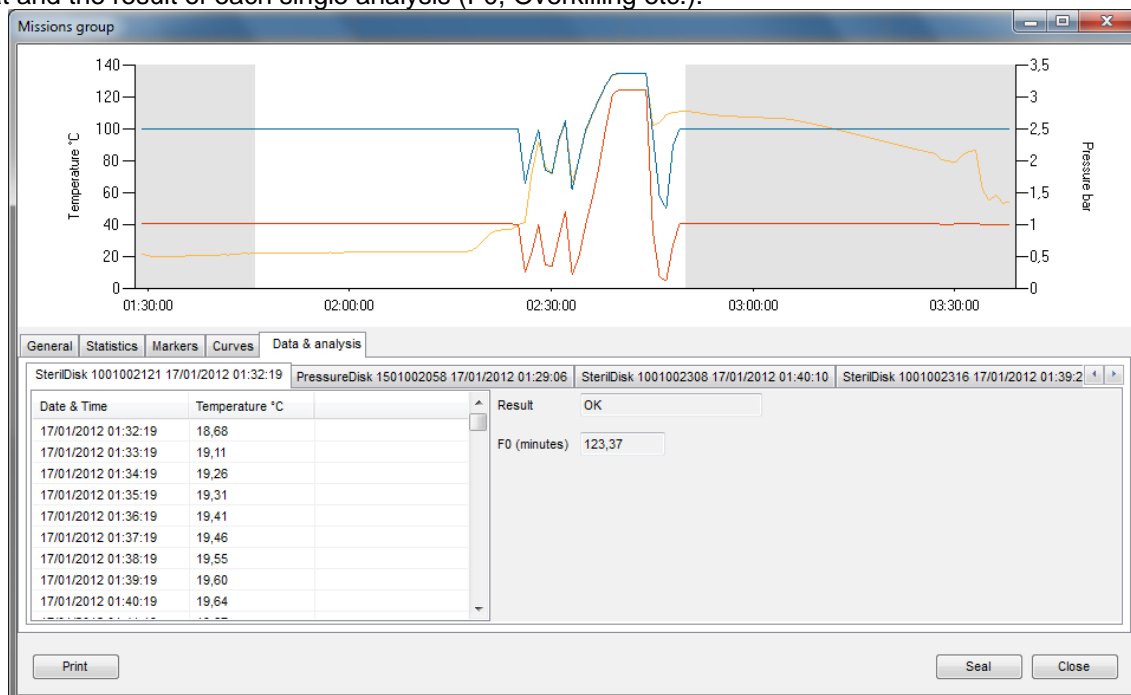 Missions group
140
120
100
80
60
40
20
0
Temperature °C
3,5
3
2,5
2
1,5
1
0,5
0
Pressure bar
01:30:00 02:00:00 02:30:00 03:00:00 03:30:00
General Statistics Markers Curves Data & analysis
SterilDisk 1001002121 17/01/2012 01:32:19 PressureDisk 1501002058 17/01/2012 01:29:06 SterilDisk 1001002308 17/01/2012 01:40:10 SterilDisk 1001002316 17/01/2012 01:39:2
Date & Time Temperature °C
17/01/2012 01:32:19 18,68
17/01/2012 01:33:19 19,11
17/01/2012 01:34:19 19,26
17/01/2012 01:35:19 19,31
17/01/2012 01:36:19 19,41
17/01/2012 01:37:19 19,46
17/01/2012 01:38:19 19,55
17/01/2012 01:39:19 19,60
17/01/2012 01:40:19 19,64
Result OK
F0 (minutes) 123,37
Print Seal Close